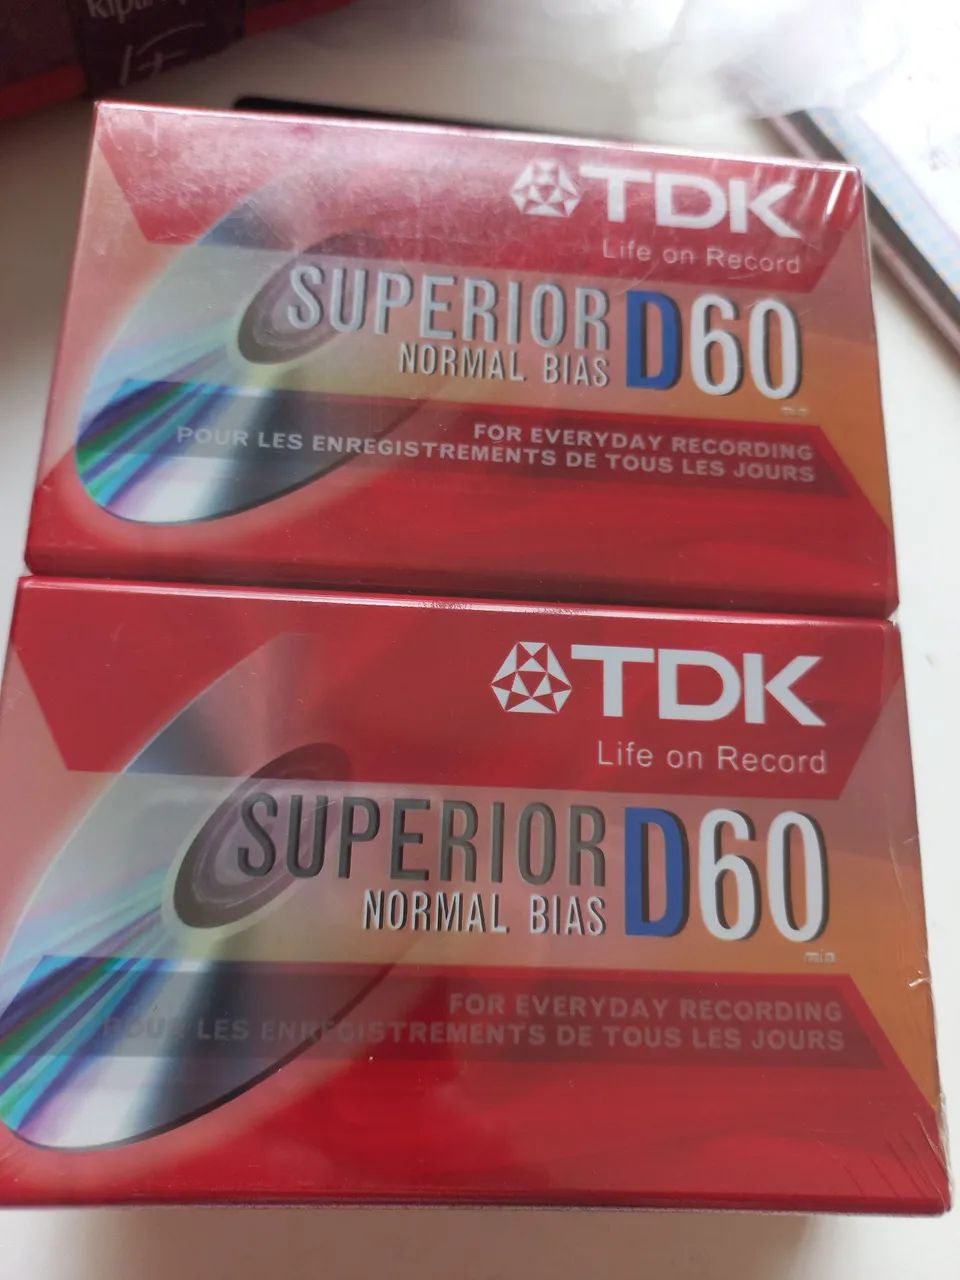 TDK
Life on Record
SUPERIOR D60
NORMAL BIAS
min
FOR EVERYDAY RECORDING
POUR LES ENREGISTREMENTS DE TOUS LES JOURS
TDK
Life on Record
SUPERIOR D60
NORMAL BIAS
min
FOR EVERYDAY RECORDING
POUR LES ENREGISTREMENTS DE TOUS LES JOURS